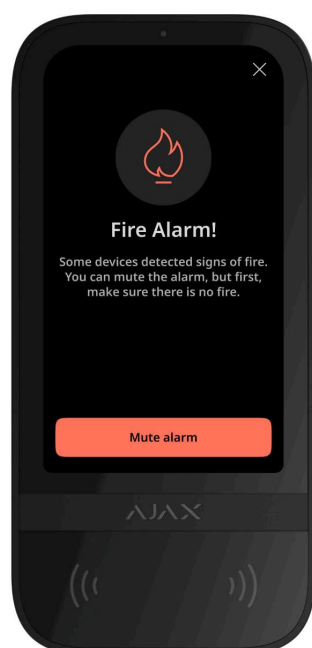 Fire Alarm!
Some devices detected signs of fire.
You can mute the alarm, but first,
make sure there is no fire.
Mute alarm
AJAX